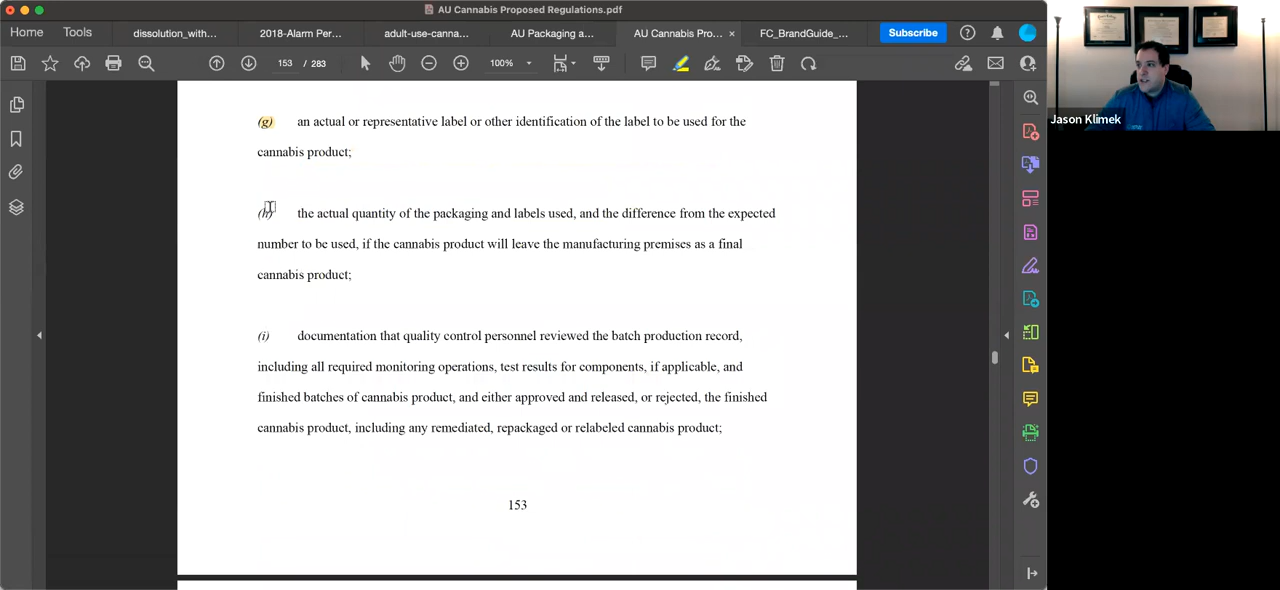 AU Cannabis Proposed Regulations.pdf
Home
Tools
dissolution_with...
2018-Alarm Per...
adult-use-canna...
AU Packaging a...
AU Cannabis Pro... ×
FC_BrandGuide_...
Subscribe
153 / 283
100%
(g) an actual or representative label or other identification of the label to be used for the
cannabis product;
(h) the actual quantity of the packaging and labels used, and the difference from the expected
number to be used, if the cannabis product will leave the manufacturing premises as a final
cannabis product;
(i) documentation that quality control personnel reviewed the batch production record,
including all required monitoring operations, test results for components, if applicable, and
finished batches of cannabis product, and either approved and released, or rejected, the finished
cannabis product, including any remediated, repackaged or relabeled cannabis product;
153
Jason Klimek